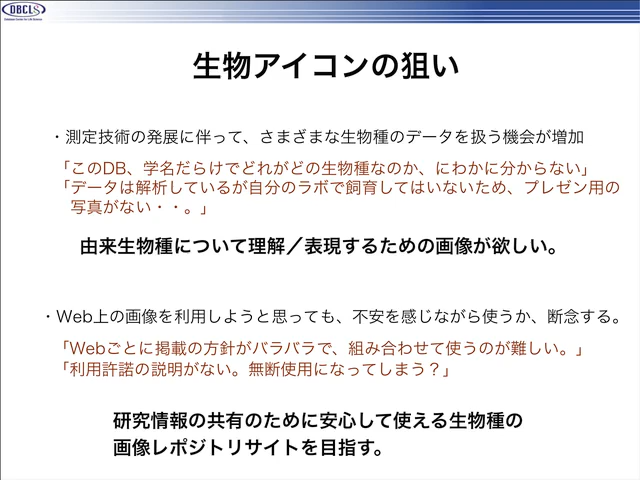 DBCLS
生物アイコンの狙い
・測定技術の発展に伴って、さまざまな生物種のデータを扱う機会が増加
「このDB、学名だらけでどれがどの生物種なのか、にわかに分からない」
「データは解析しているが自分のラボで飼育してはいないため、プレゼン用の
写真がない・・。」
由来生物種について理解／表現するための画像が欲しい。
・Web上の画像を利用しようと思っても、不安を感じながら使うか、断念する。
「Webごとに掲載の方針がバラバラで、組み合わせて使うのが難しい。」
「利用許諾の説明がない。無断使用になってしまう？」
研究情報の共有のために安心して使える生物種の
画像レポジトリサイトを目指す。